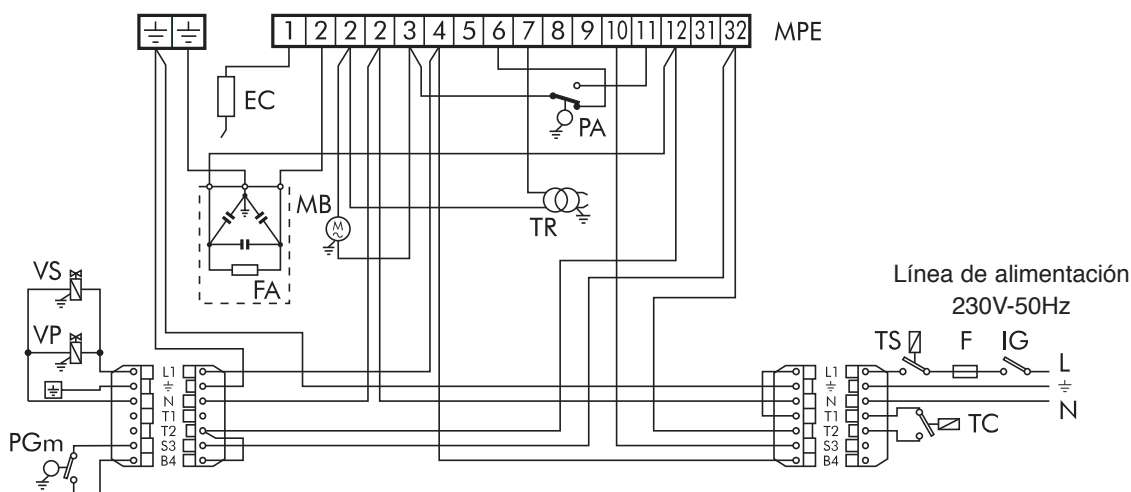 1 2 2 2 3 4 5 6 7 8 9 10 11 12 31 32 MPE
EC
PA
MB
M
TR
FA
VS
VP
Línea de alimentación
230V-50Hz
TS F IG
L
N
TC
PGm
L1
N
T1
T2
S3
B4
L1
N
T1
T2
S3
B4